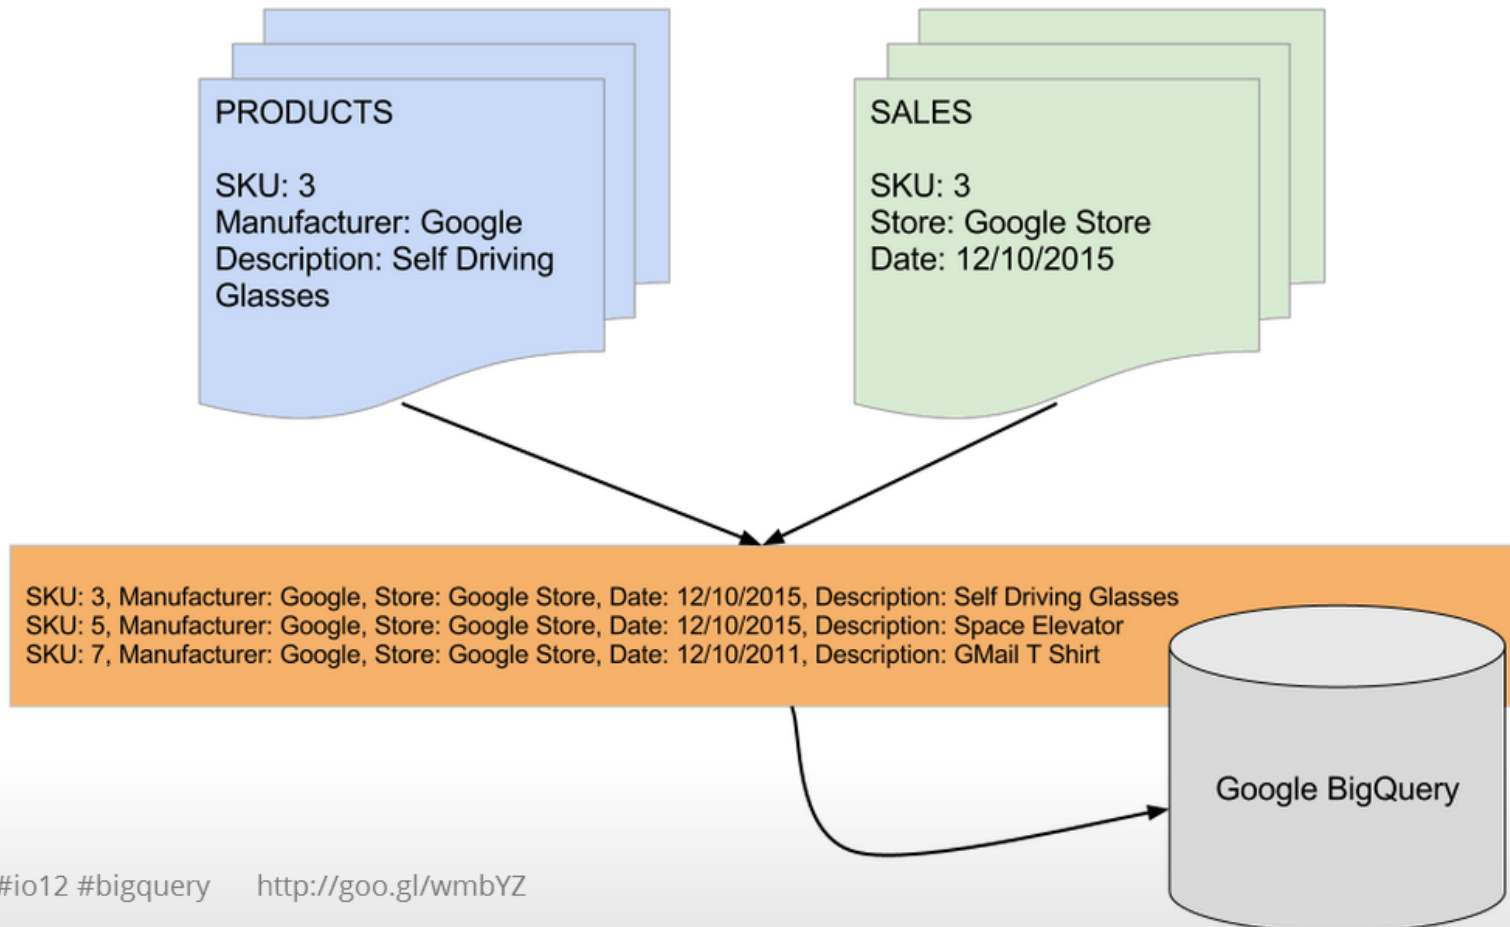 PRODUCTS
SKU: 3
Manufacturer: Google
Description: Self Driving
Glasses
SALES
SKU: 3
Store: Google Store
Date: 12/10/2015
SKU: 3, Manufacturer: Google, Store: Google Store, Date: 12/10/2015, Description: Self Driving Glasses
SKU: 5, Manufacturer: Google, Store: Google Store, Date: 12/10/2015, Description: Space Elevator
SKU: 7, Manufacturer: Google, Store: Google Store, Date: 12/10/2011, Description: GMail T Shirt
Google BigQuery
#io12 #bigquery http://goo.gl/wmbYZ